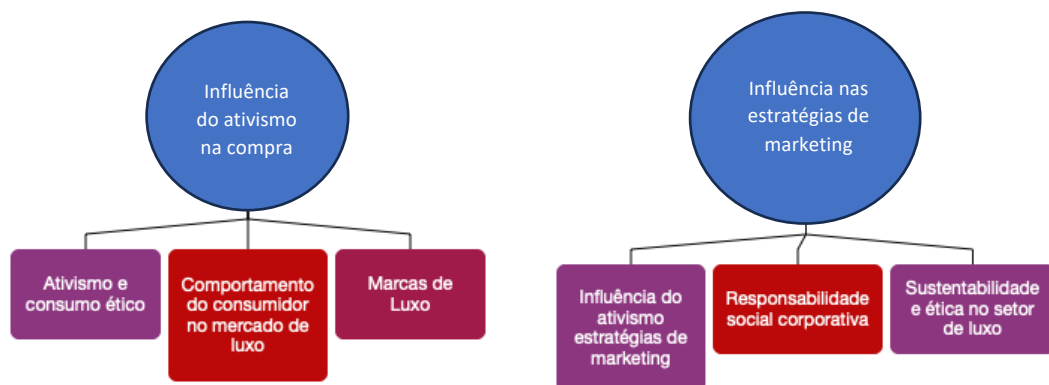 Influência
do ativismo
na compra
Ativismo e
consumo ético
Comportamento
do consumidor
no mercado de
luxo
Marcas de
Luxo
Influência nas
estratégias de
marketing
Influência do
ativismo
estratégias de
marketing
Responsabilidade
social corporativa
Sustentabilidade
e ética no setor
de luxo